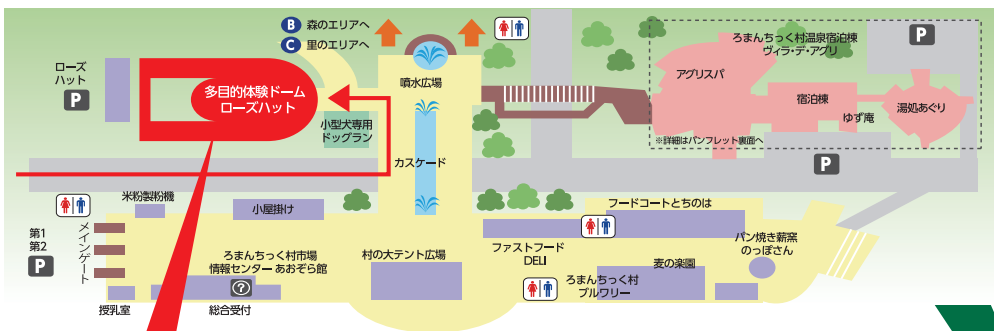 B 森のエリアへ
C 里のエリアへ
噴水広場
ローズ
ハット
P
多目的体験ドーム
ローズハット
小型犬専用
ドッグラン
カスケード
ろまんちっく村温泉宿泊棟
ヴィラ・デ・アグリ
P
アグリスパ
宿泊棟
ゆず庵
湯処あぐり
※詳細はパンフレット裏面へ
P
米粉製粉機
小屋掛け
フードコートとちのは
第1
第2
P
メインゲート
ろまんちっく村市場
情報センター あおぞら館
?
村の大テント広場
ファストフード
DELI
パン焼き薪窯
のっぽさん
麦の楽園
ろまんちっく村
ブルワリー
授乳室
総合受付